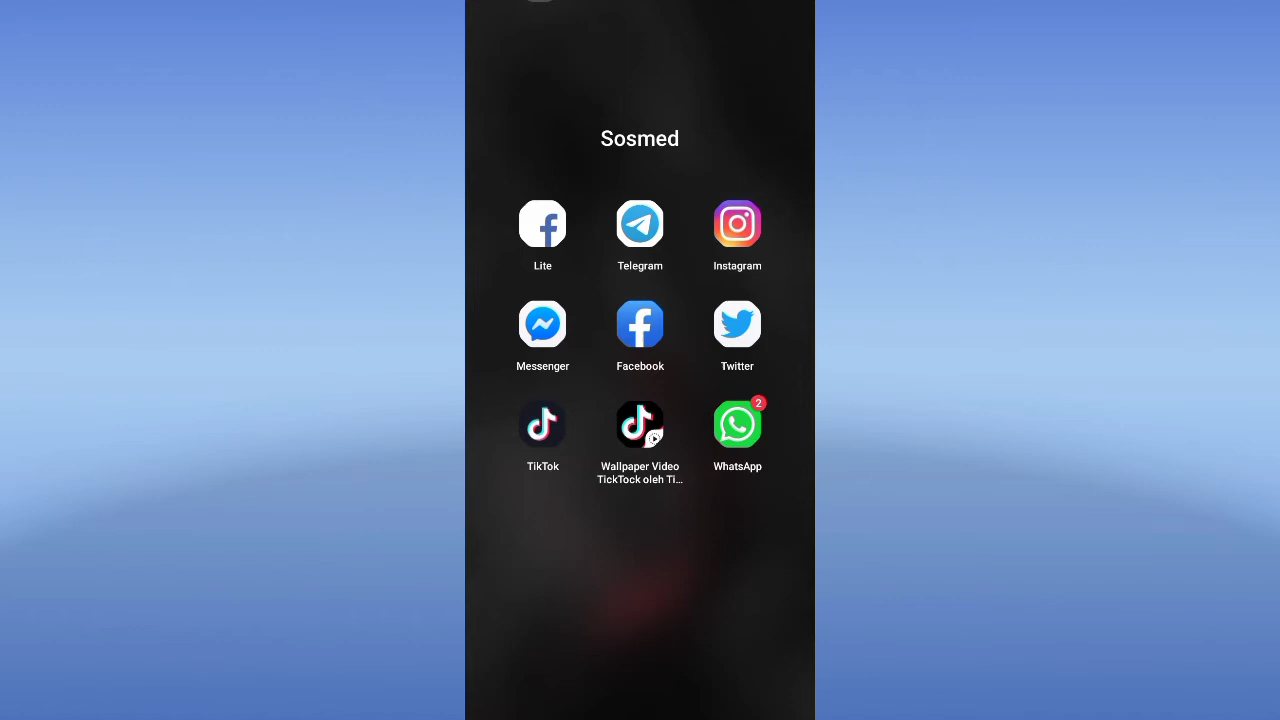 Sosmed
Lite
Telegram
Instagram
Messenger
Facebook
Twitter
2
TikTok
Wallpaper Video
TickTock oleh Ti...
WhatsApp